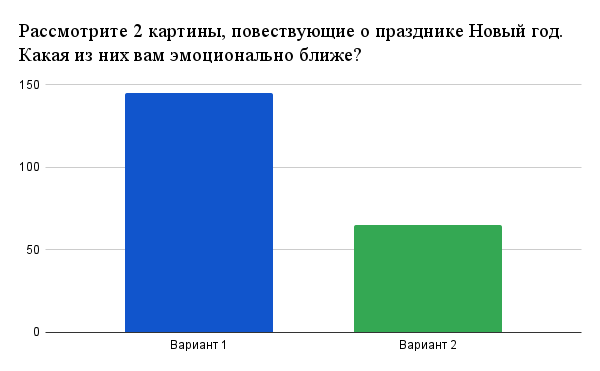 Рассмотрите 2 картины, повествующие о празднике Новый год.
Какая из них вам эмоционально ближе?
150
100
50
0
Вариант 1
Вариант 2